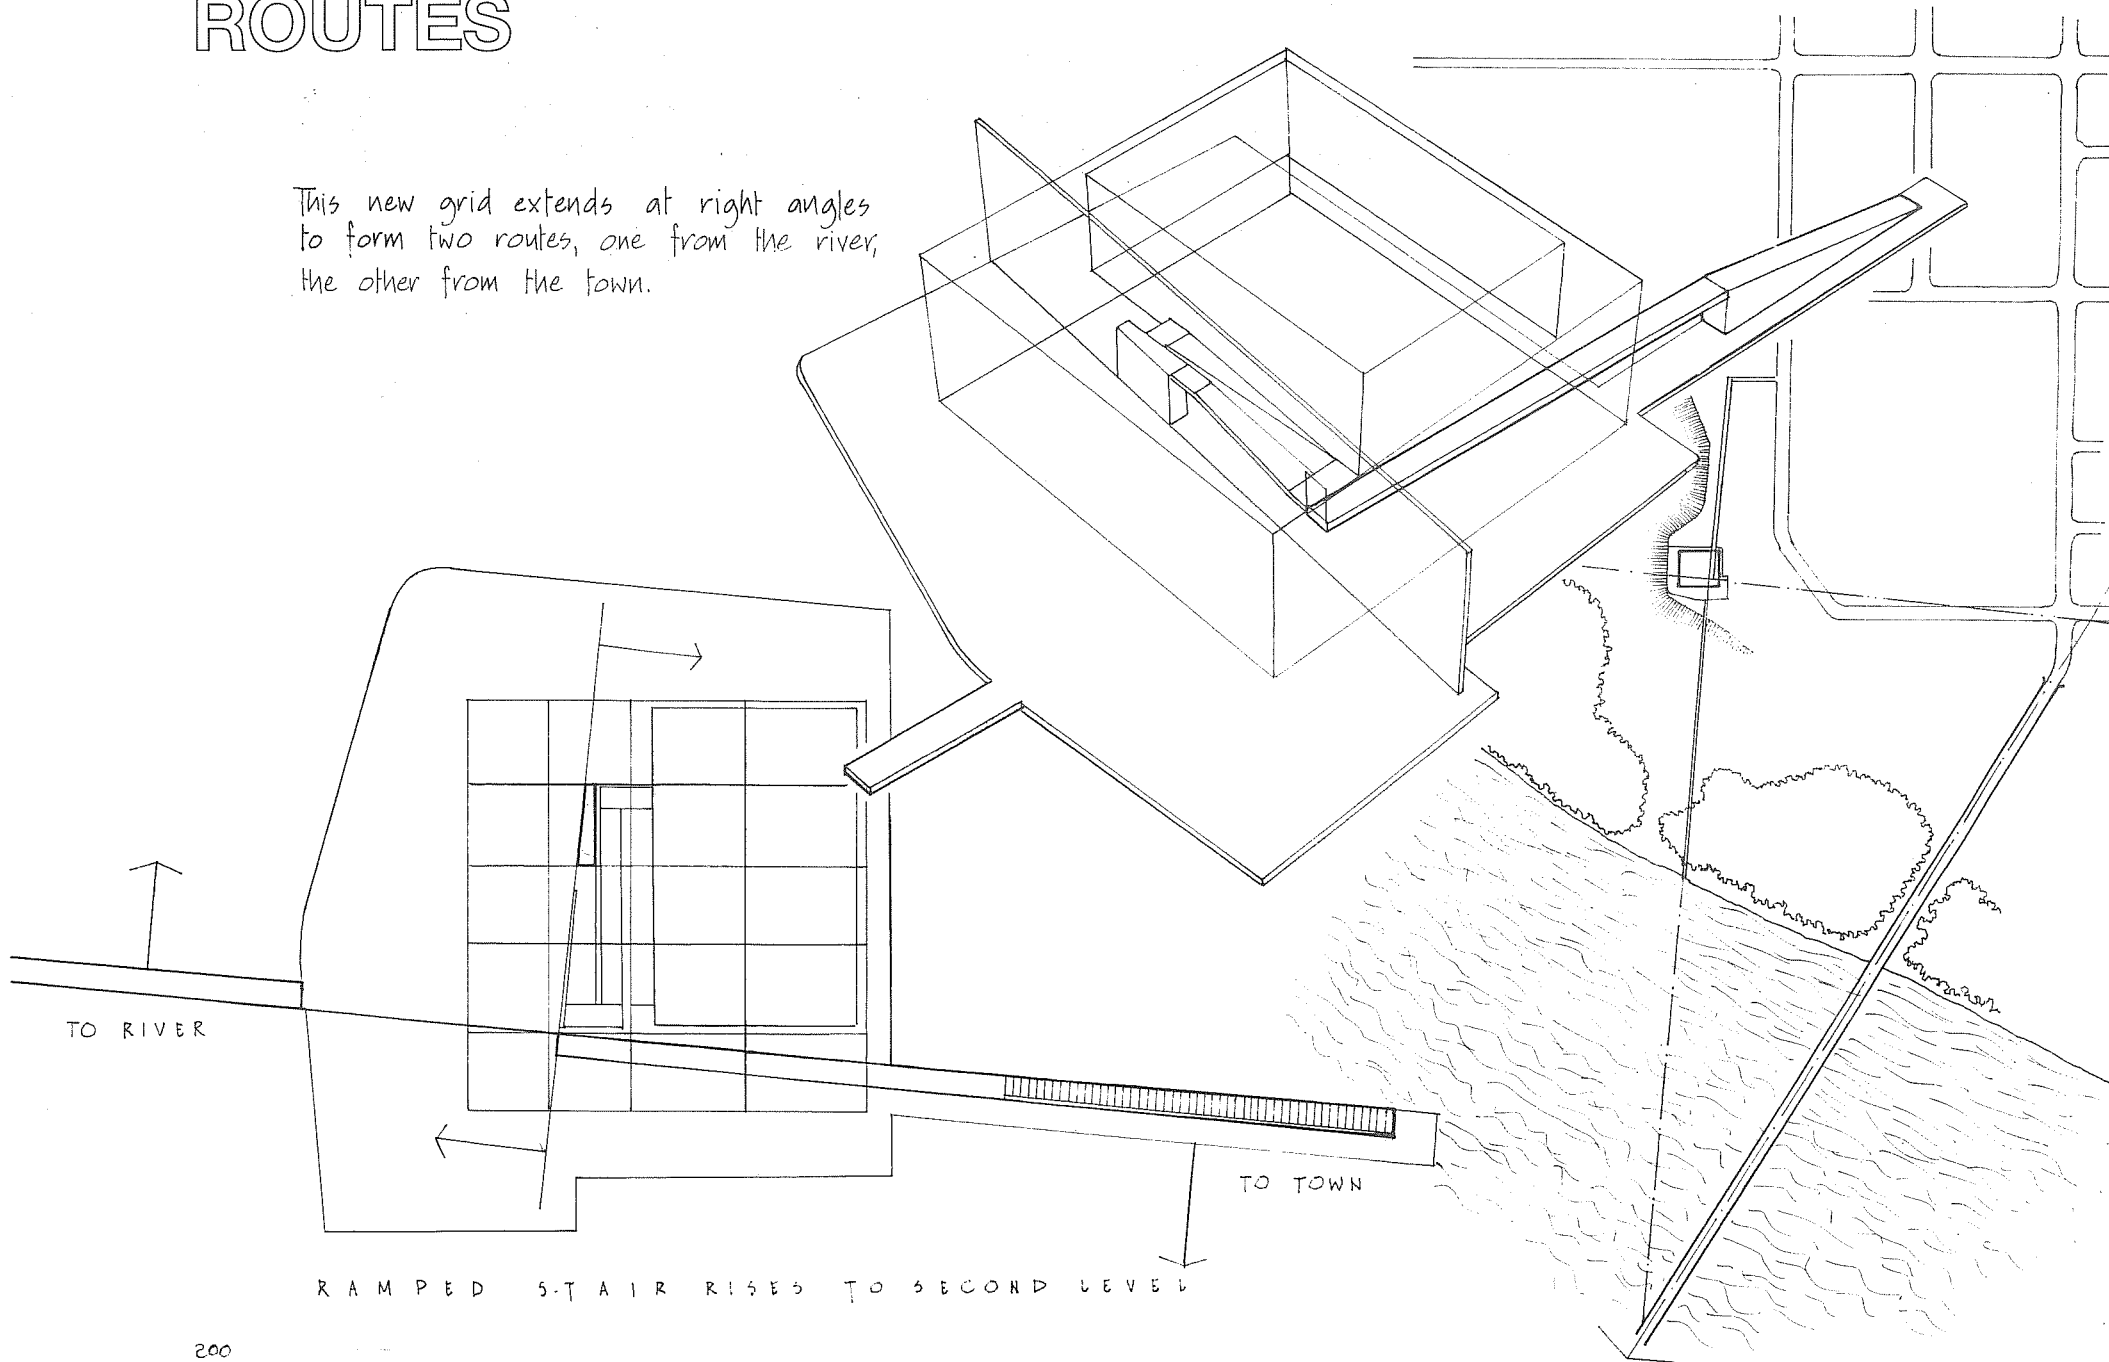 ROUTES
This new grid extends at right angles
to form two routes, one from the river,
the other from the town.
TO RIVER
TO TOWN
RAMPED STAIR RISES TO SECOND LEVEL
200